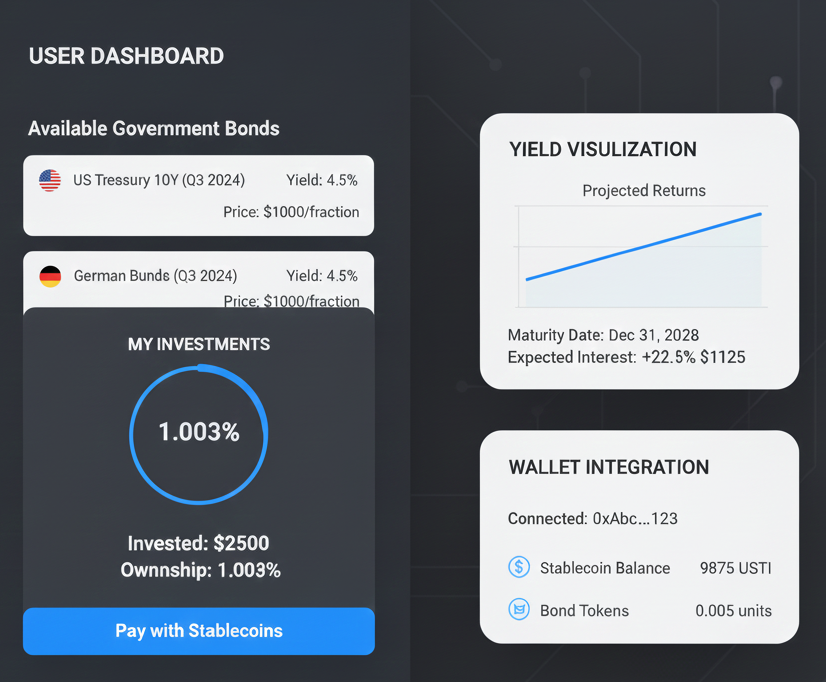 USER DASHBOARD
Available Government Bonds
US Tressury 10Y (Q3 2024) Yield: 4.5%
Price: $1000/fraction
German Bunds (Q3 2024) Yield: 4.5%
Price: $1000/fraction
MY INVESTMENTS
1.003%
Invested: $2500
Ownnship: 1.003%
Pay with Stablecoins
YIELD VISULIZATION
Projected Returns
Maturity Date: Dec 31, 2028
Expected Interest: +22.5% $1125
WALLET INTEGRATION
Connected: 0xAbc...123
Stablecoin Balance 9875 USTI
Bond Tokens 0.005 units